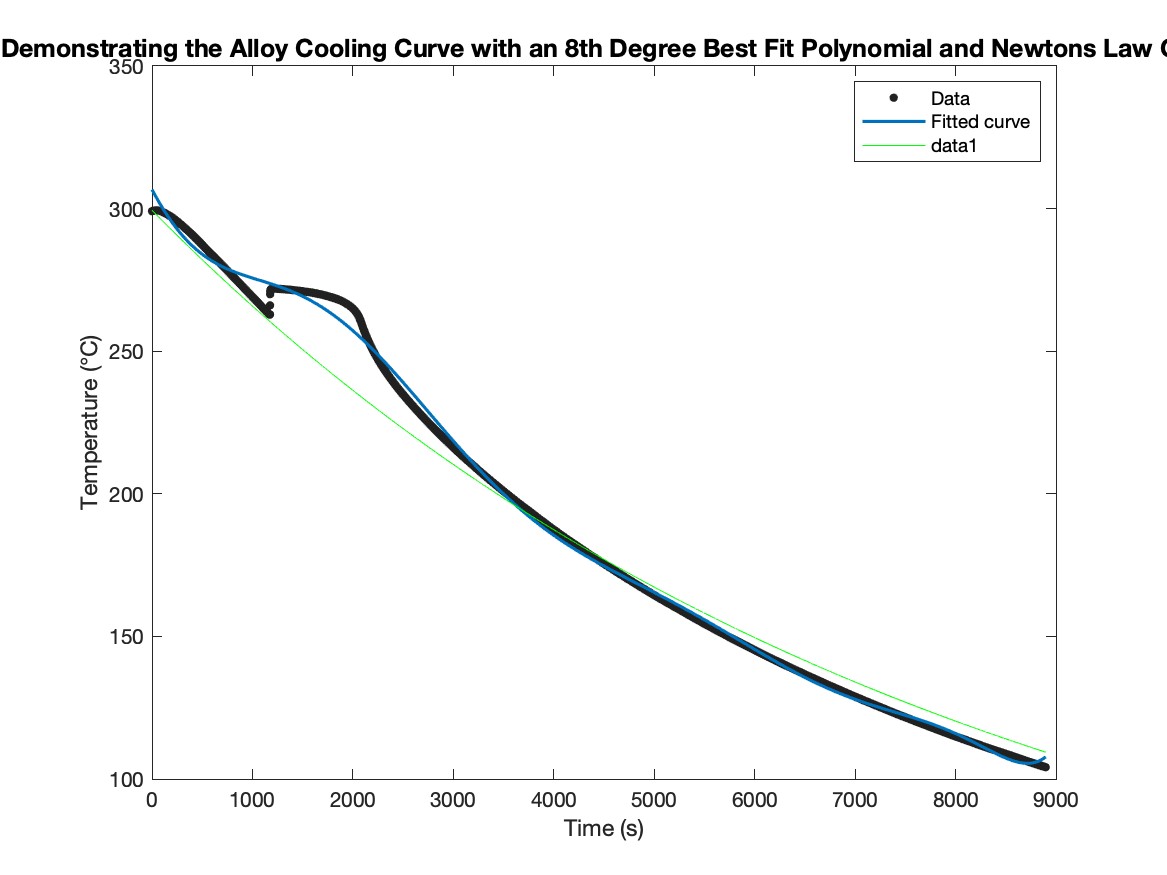 Demonstrating the Alloy Cooling Curve with an 8th Degree Best Fit Polynomial and Newtons Law
350
Data
Fitted curve
data1
300
250
200
150
100
Temperature (°C)
0 1000 2000 3000 4000 5000 6000 7000 8000 9000
Time (s)